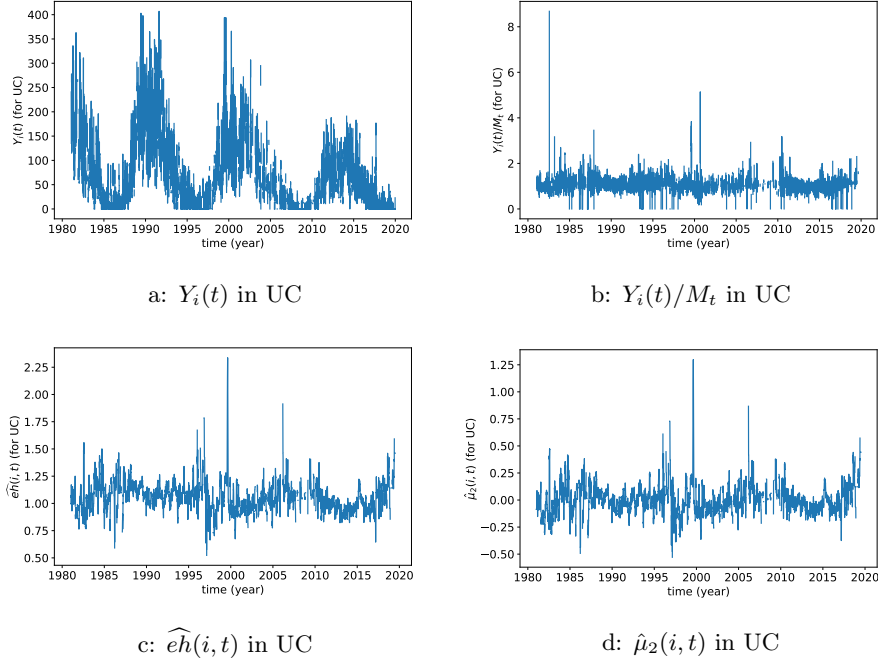 400
350
300
250
200
150
100
50
0
Y_i(t) (for UC)
1980 1985 1990 1995 2000 2005 2010 2015 2020
time (year)
a: Y_i(t) in UC
8
6
4
2
0
Y_i(t)/M_t (for UC)
1980 1985 1990 1995 2000 2005 2010 2015 2020
time (year)
b: Y_i(t)/M_t in UC
2.25
2.00
1.75
1.50
1.25
1.00
0.75
0.50
\widehat{eh}(i, t) (for UC)
1980 1985 1990 1995 2000 2005 2010 2015 2020
time (year)
c: \widehat{eh}(i, t) in UC
1.25
1.00
0.75
0.50
0.25
0.00
−0.25
−0.50
μ̂_2(i, t) (for UC)
1980 1985 1990 1995 2000 2005 2010 2015 2020
time (year)
d: μ̂_2(i, t) in UC